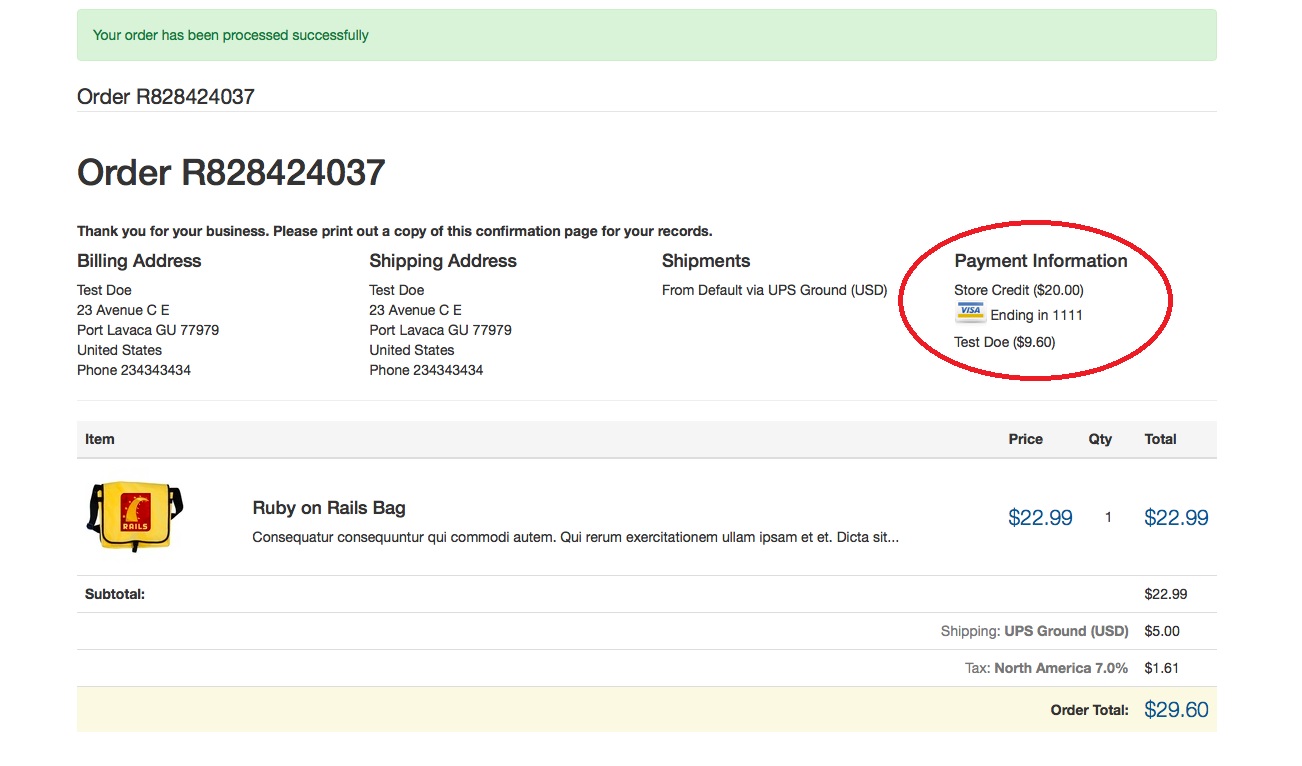 Your order has been processed successfully
Order R828424037
Order R828424037
Thank you for your business. Please print out a copy of this confirmation page for your records.
Billing Address
Test Doe
23 Avenue C E
Port Lavaca GU 77979
United States
Phone 234343434
Shipping Address
Test Doe
23 Avenue C E
Port Lavaca GU 77979
United States
Phone 234343434
Shipments
From Default via UPS Ground (USD)
Payment Information
Store Credit ($20.00)
VISA Ending in 1111
Test Doe ($9.60)
Item Price Qty Total
RAILS
Ruby on Rails Bag
Consequatur consequuntur qui commodi autem. Qui rerum exercitationem ullam ipsam et et. Dicta sit...
$22.99 1 $22.99
Subtotal: $22.99
Shipping: UPS Ground (USD) $5.00
Tax: North America 7.0% $1.61
Order Total: $29.60